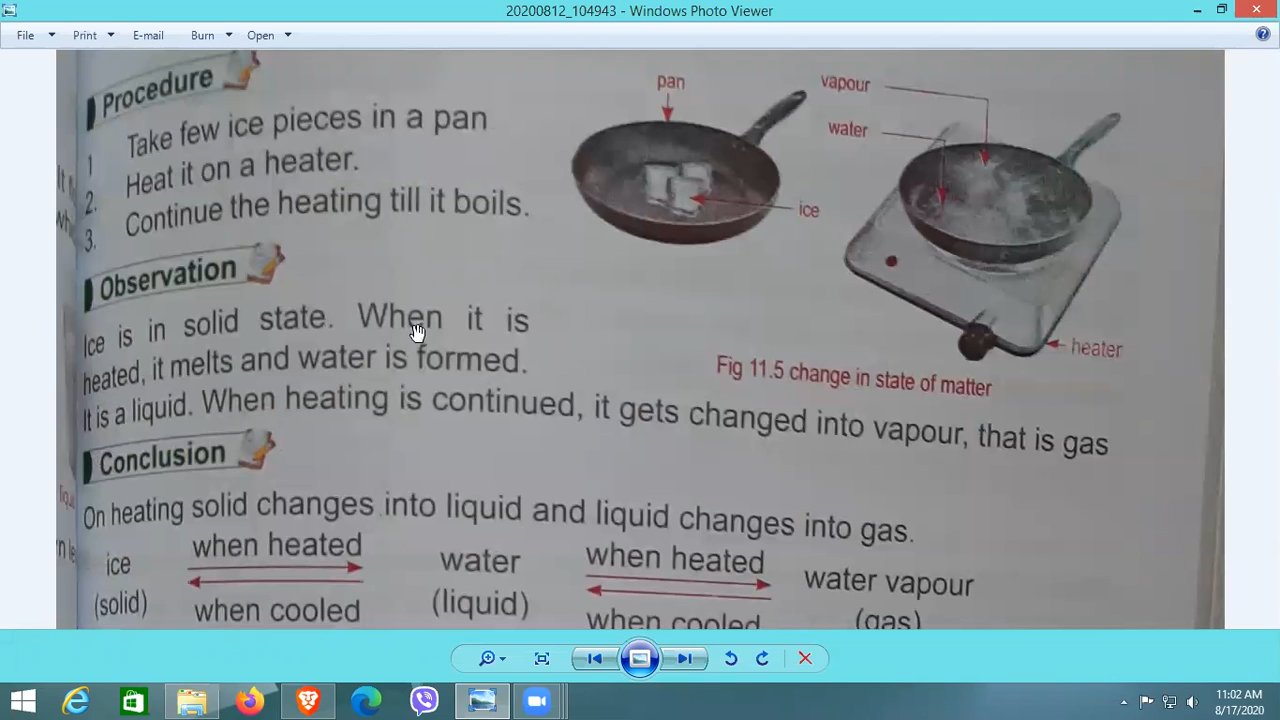 20200812_104943 - Windows Photo Viewer
File Print E-mail Burn Open
Procedure
1 Take few ice pieces in a pan
2. Heat it on a heater.
3. Continue the heating till it boils.
pan
ice
vapour
water
heater
Fig 11.5 change in state of matter
Observation
Ice is in solid state. When it is
heated, it melts and water is formed.
It is a liquid. When heating is continued, it gets changed into vapour, that is gas
Conclusion
On heating solid changes into liquid and liquid changes into gas.
ice when heated water when heated water vapour
(solid) when cooled (liquid) when cooled (gas)
11:02 AM
8/17/2020